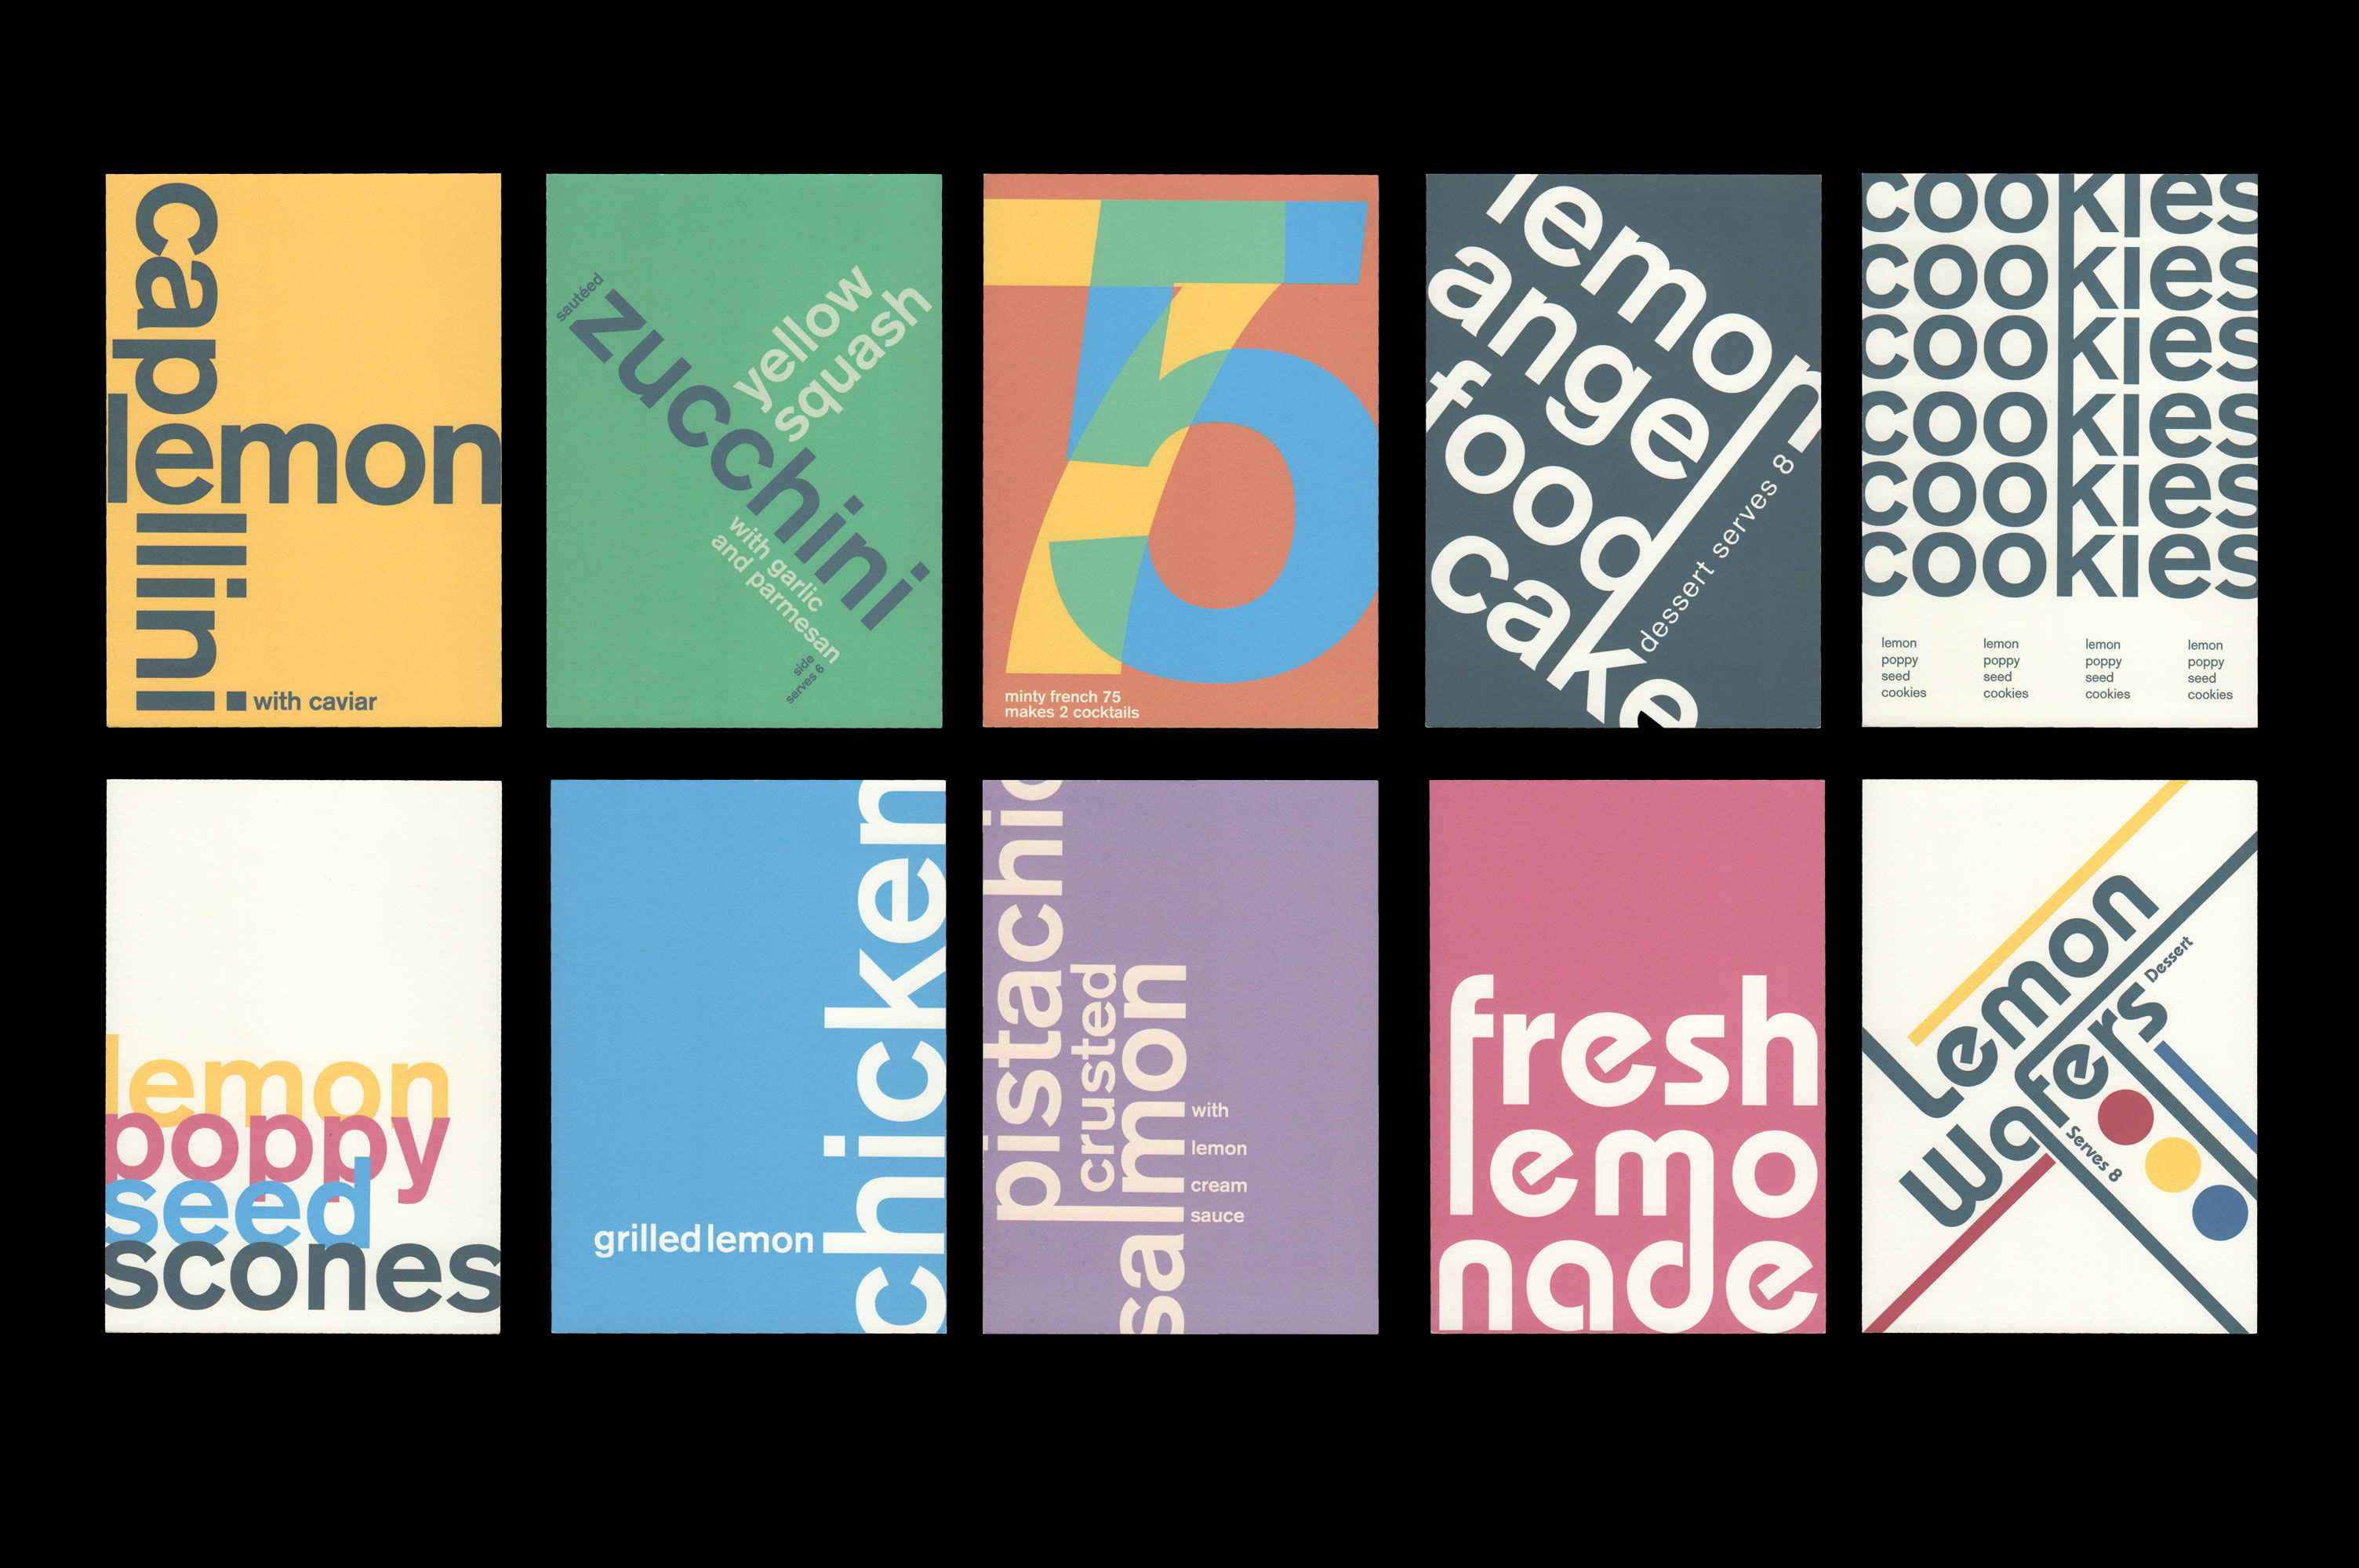 capellini
lemon
with caviar
sautéed
zucchini
yellow
squash
with garlic
and parmesan
side
serves 6
75
minty french 75
makes 2 cocktails
lemon
angel
food
cake
dessert serves 8
cookies
cookies
cookies
cookies
cookies
cookies
lemon
poppy
seed
cookies
lemon
poppy
seed
cookies
lemon
poppy
seed
cookies
lemon
poppy
seed
cookies
lemon
poppy
seed
scones
grilled lemon
chicken
pistachio
crusted
salmon
with
lemon
cream
sauce
fresh
lemo
nade
Lemon
Wafers
Dessert
Serves 8